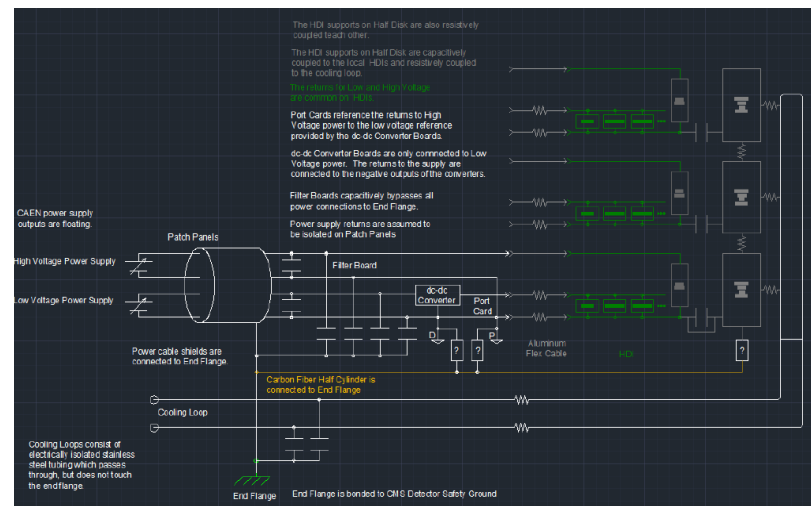 The HDI supports on Half Disk are also resistively
coupled teach other.
The HDI supports on Half Disk are capacitively
coupled to the local HDIs and resistively coupled
to the cooling loop.
The returns for Low and High Voltage
are common on HDIs.
Port Cards reference the returns to High
Voltage power to the low voltage reference
provided by the dc-dc Converter Boards.
dc-dc Converter Boards are only connnected to Low
Voltage power. The returns to the supply are
connected to the negative outputs of the converters.
Filter Boards capacitively bypasses all
power connections to End Flange.
Power supply returns are assumed to
be isolated on Patch Panels
CAEN power supply
outputs are floating.
Patch Panels
High Voltage Power Supply
Filter Board
Low Voltage Power Supply
dc-dc
Converter
Port
Card
D
P
?
?
?
Aluminum
Flex Cable
HDI
Power cable shields are
connected to End Flange.
Carbon Fiber Half Cylinder is
connected to End Flange
Cooling Loop
Cooling Loops consist of
electrically isolated stainless
steel tubing which passes
through, but does not touch
the endflange.
End Flange
End Flange is bonded to CMS Detector Safety Ground